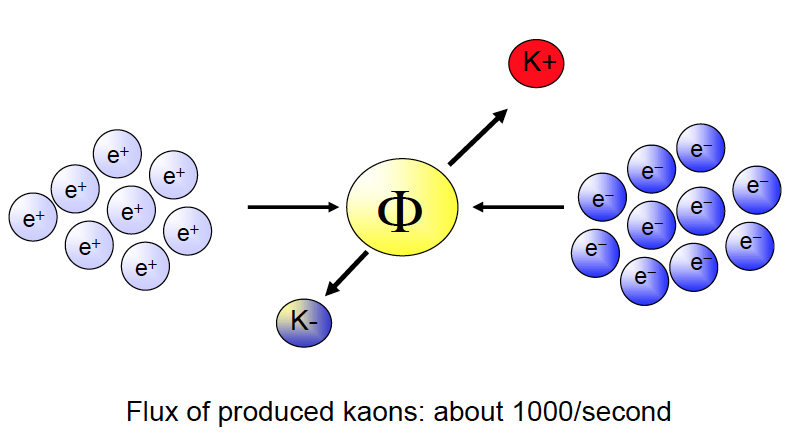 K+
e⁺
e⁺
e⁺
e⁺
e⁺
e⁺
e⁺
e⁺
Φ
e⁻
e⁻
e⁻
e⁻
e⁻
e⁻
e⁻
e⁻
e⁻
e⁻
K-
Flux of produced kaons: about 1000/second